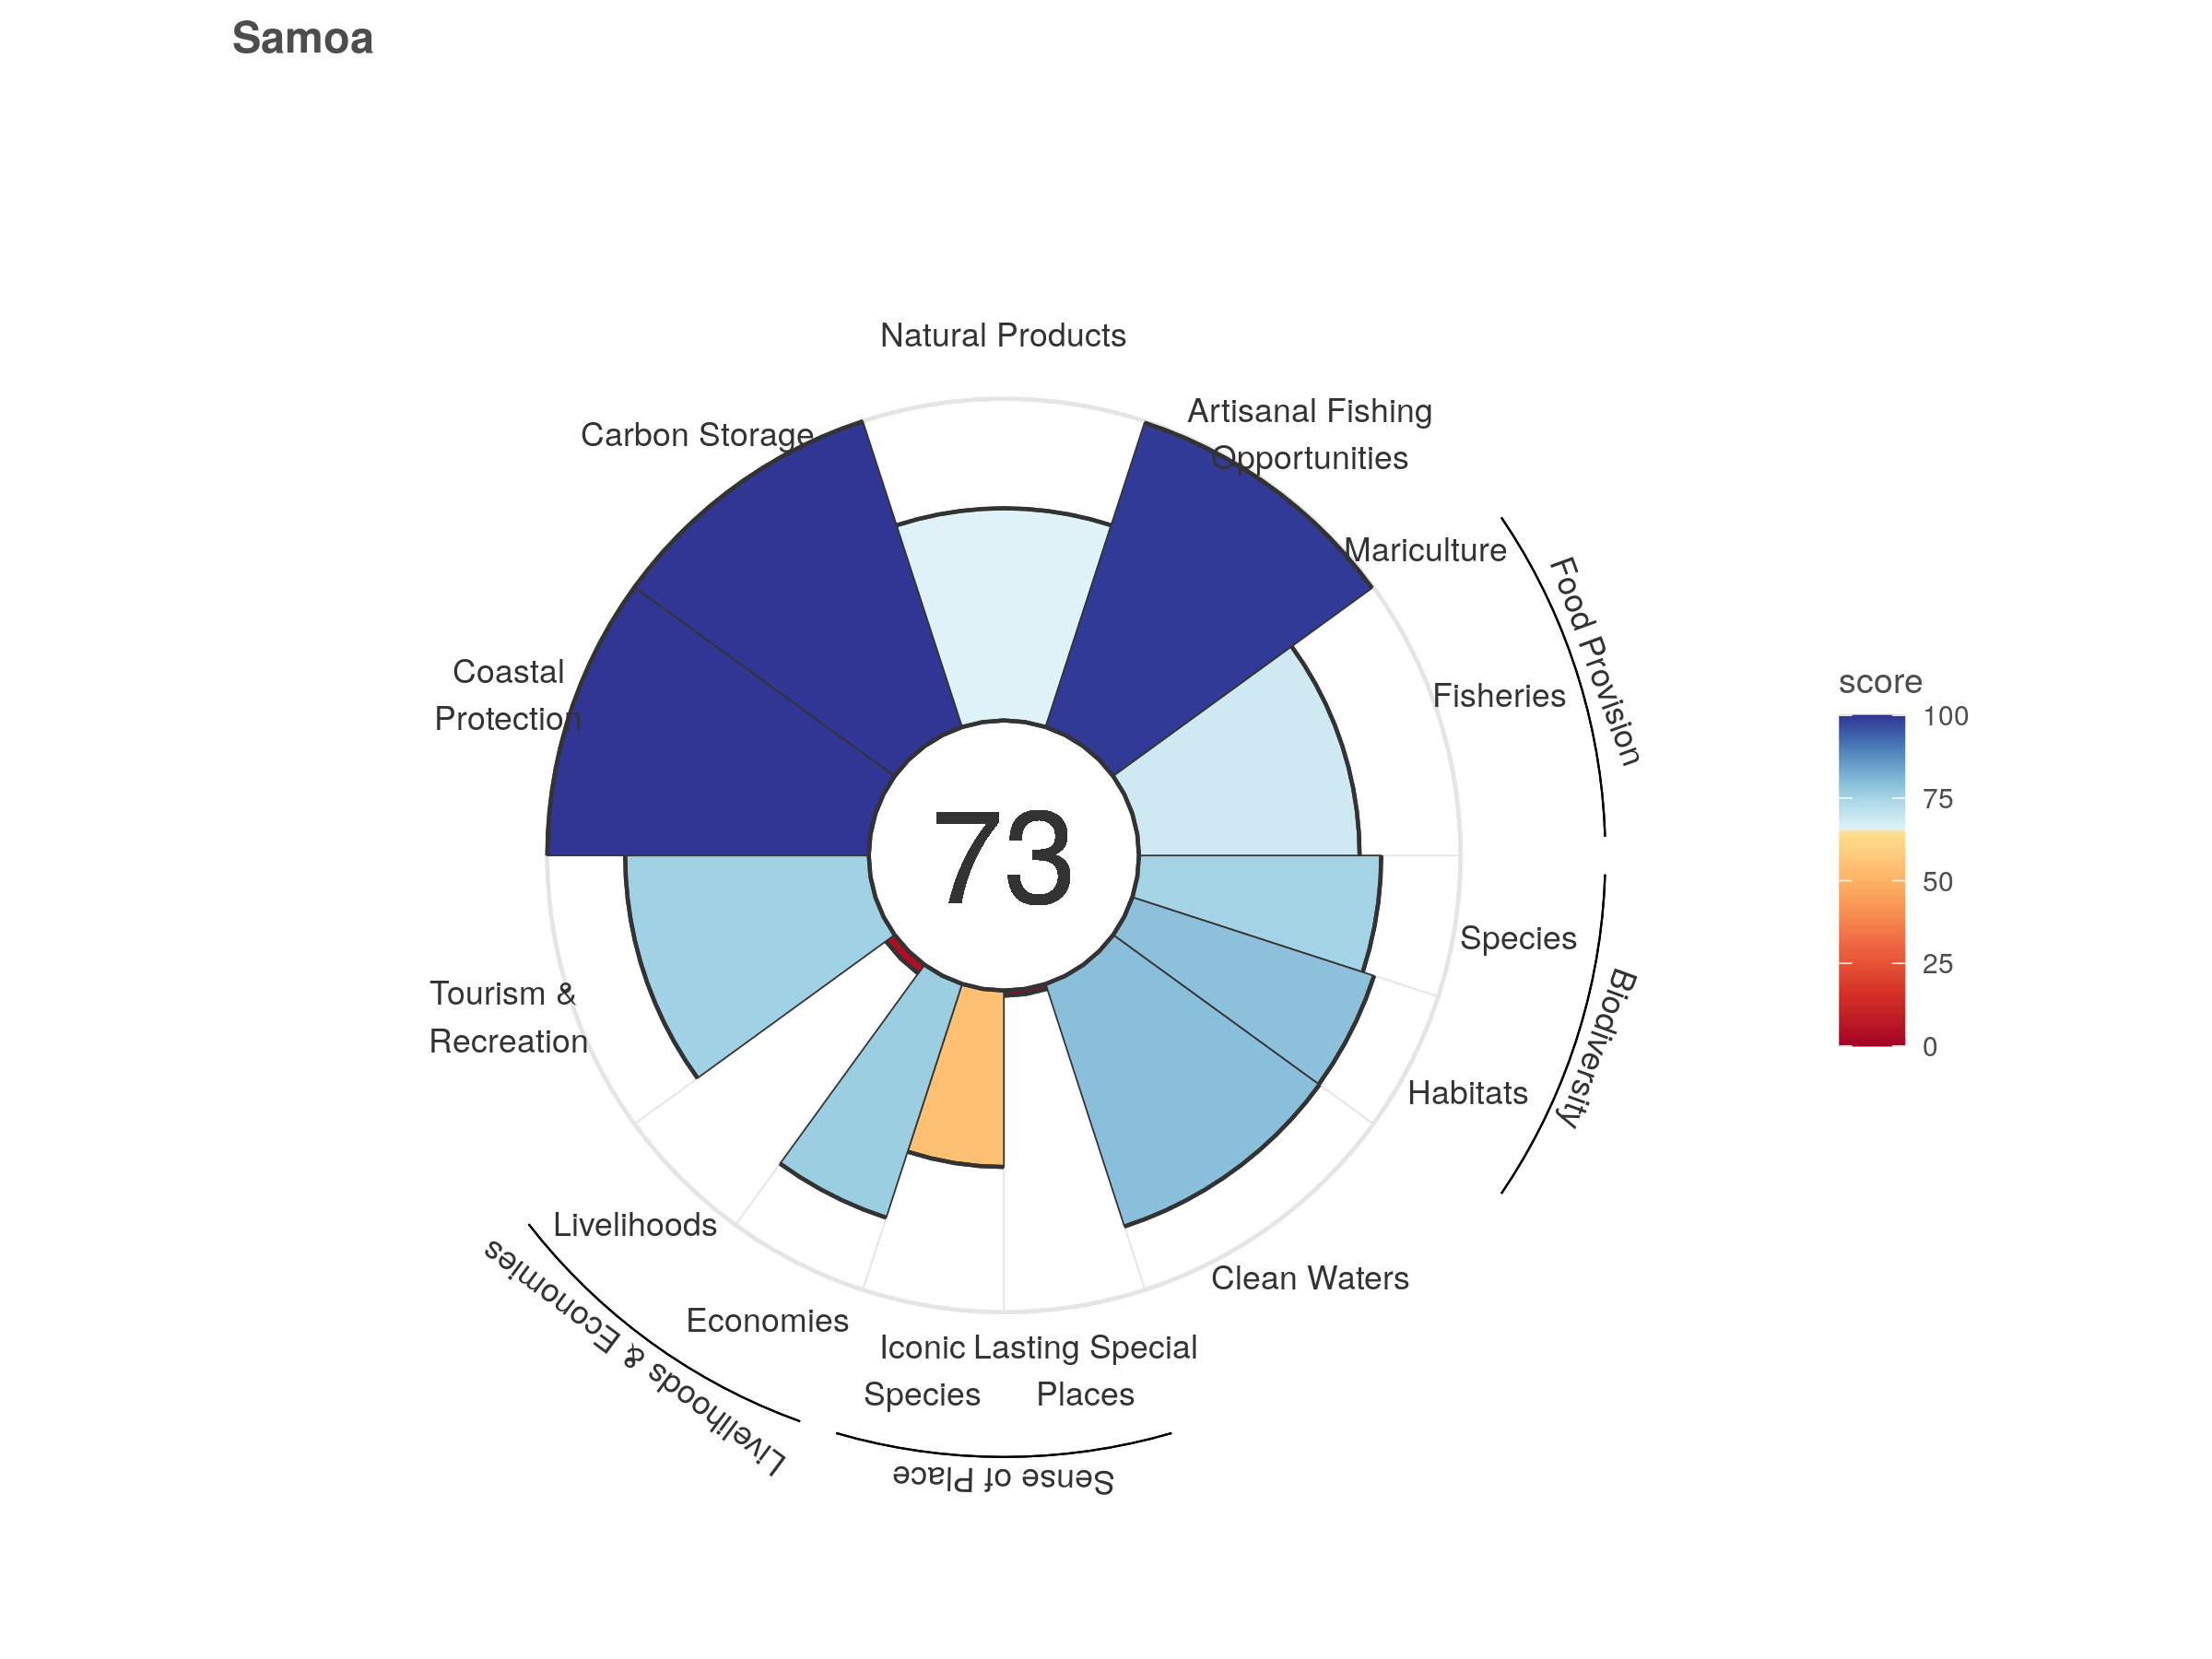 Samoa
Natural Products
Artisanal Fishing
Opportunities
Carbon Storage
Mariculture
Food Provision
Fisheries
Coastal
Protection
score
100
75
50
25
0
73
Species
Biodiversity
Habitats
Tourism &
Recreation
Livelihoods
Livelihoods & Economies
Economies
Clean Waters
Iconic
Species
Lasting Special
Places
Sense of Place